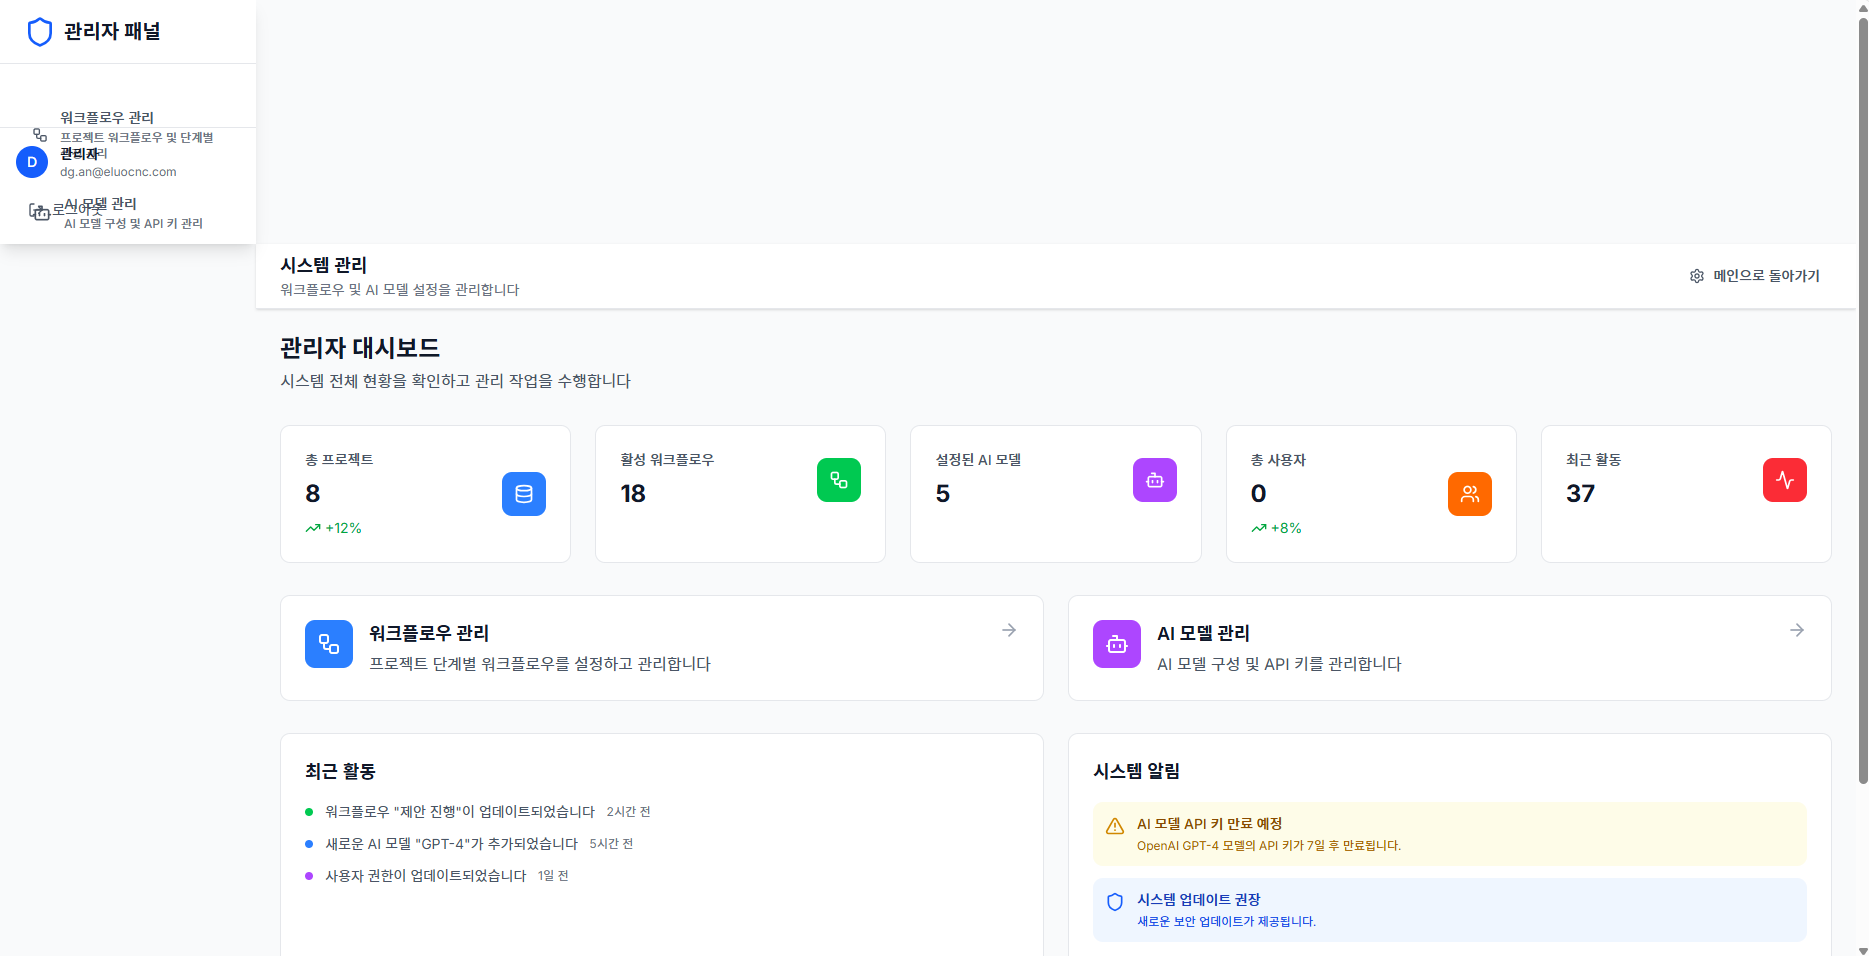 관리자 패널
워크플로우 관리
프로젝트 워크플로우 및 단계별
관리
관리자
D
dg.an@eluocnc.com
AI 모델 관리
로그아웃
AI 모델 구성 및 API 키 관리
시스템 관리
워크플로우 및 AI 모델 설정을 관리합니다
메인으로 돌아가기
관리자 대시보드
시스템 전체 현황을 확인하고 관리 작업을 수행합니다
총 프로젝트
8
+12%
활성 워크플로우
18
설정된 AI 모델
5
총 사용자
0
+8%
최근 활동
37
워크플로우 관리
프로젝트 단계별 워크플로우를 설정하고 관리합니다
AI 모델 관리
AI 모델 구성 및 API 키를 관리합니다
최근 활동
워크플로우 "제안 진행"이 업데이트되었습니다 2시간 전
새로운 AI 모델 "GPT-4"가 추가되었습니다 5시간 전
사용자 권한이 업데이트되었습니다 1일 전
시스템 알림
AI 모델 API 키 만료 예정
OpenAI GPT-4 모델의 API 키가 7일 후 만료됩니다.
시스템 업데이트 권장
새로운 보안 업데이트가 제공됩니다.